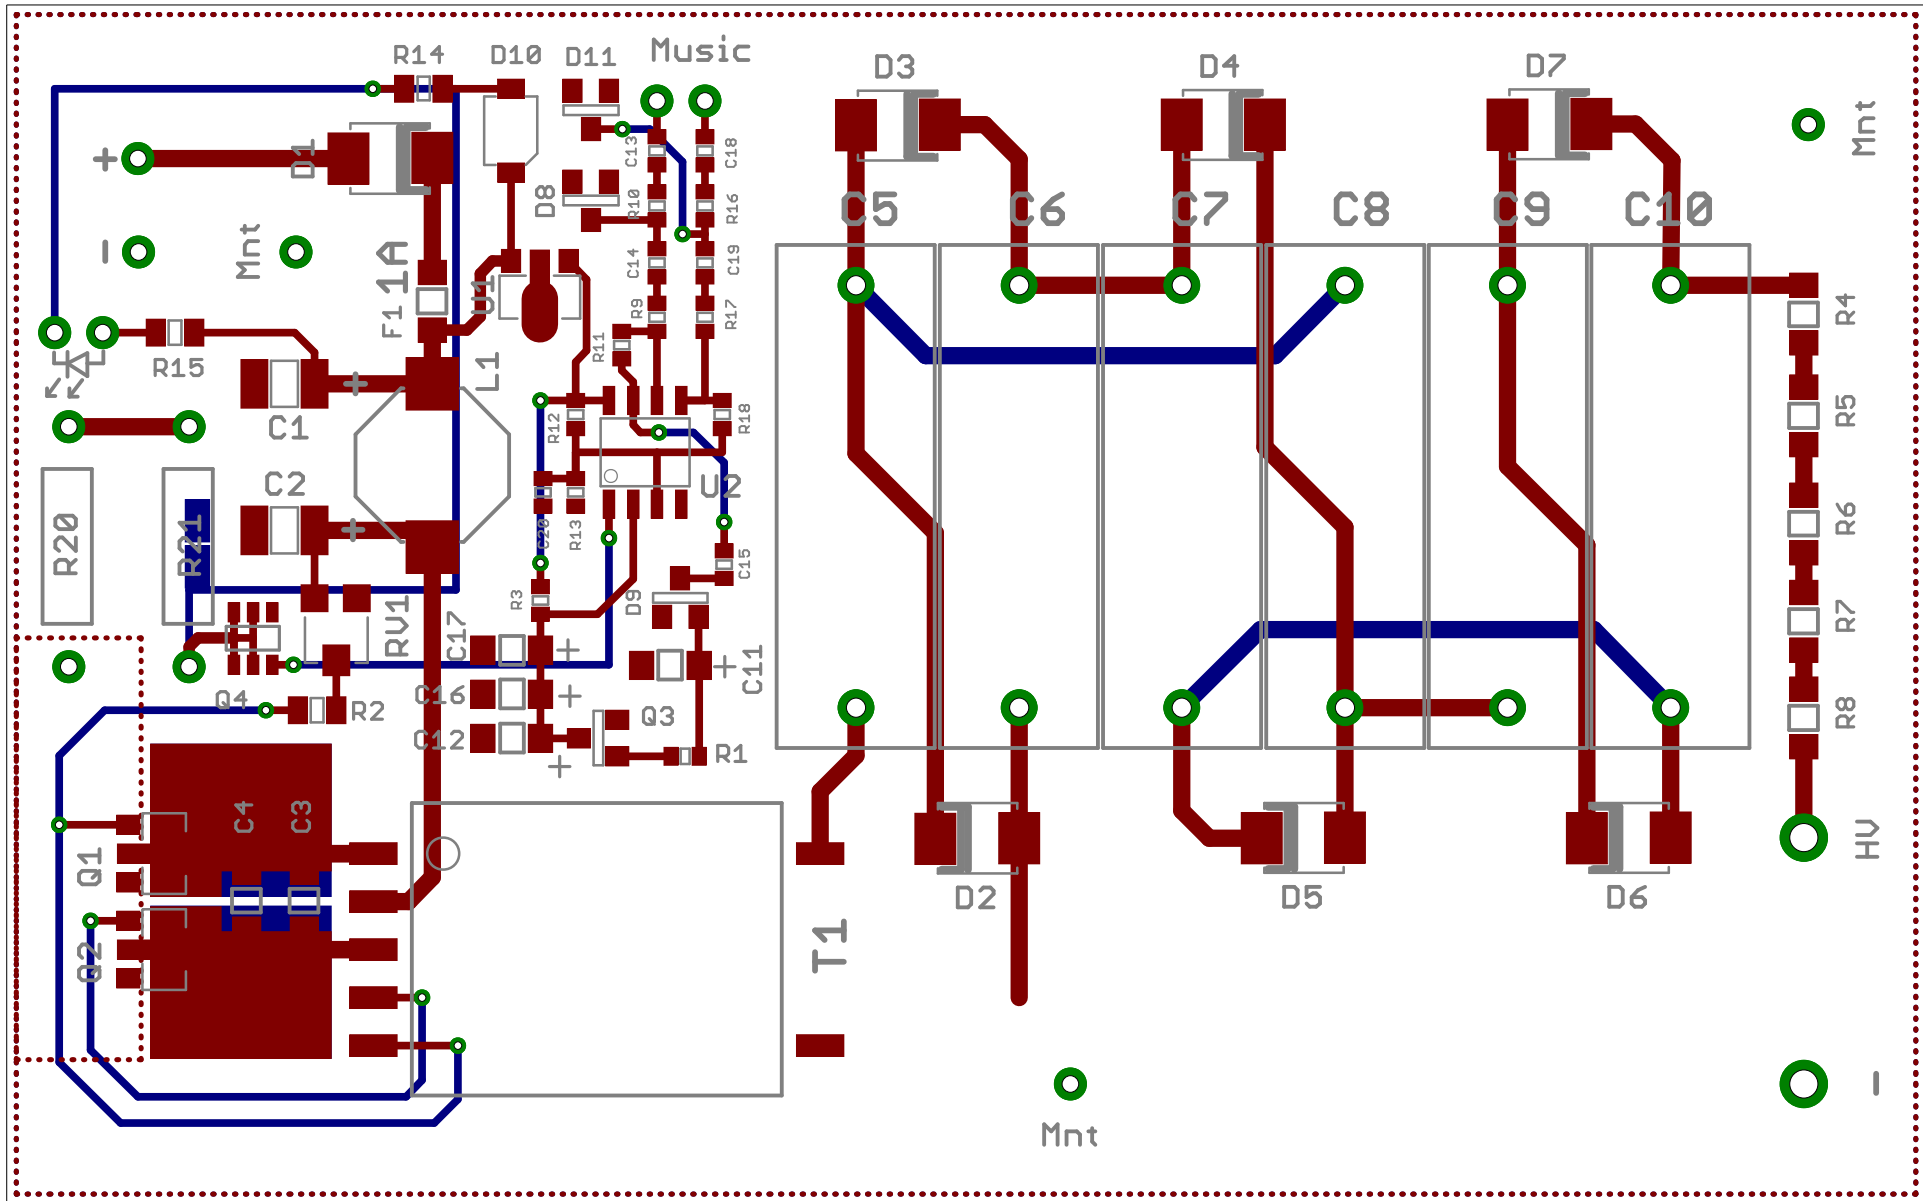 Music
R14
D10
D11
D3
D4
D7
Mnt
+
D1
C13
C18
D8
R10
R16
C5
C6
C7
C8
C9
C10
−
Mnt
1A
F1
U1
C14
C19
R9
R17
R4
R15
R11
L1
+
C1
R12
R18
R5
C2
U2
+
R20
R21
C20
R13
R6
C15
R3
D9
RV1
C17
+
R7
C11
+
C16
+
Q4
R2
Q3
R8
C12
+
R1
C4
C3
Q1
HV
D2
D5
D6
Q2
T1
−
Mnt